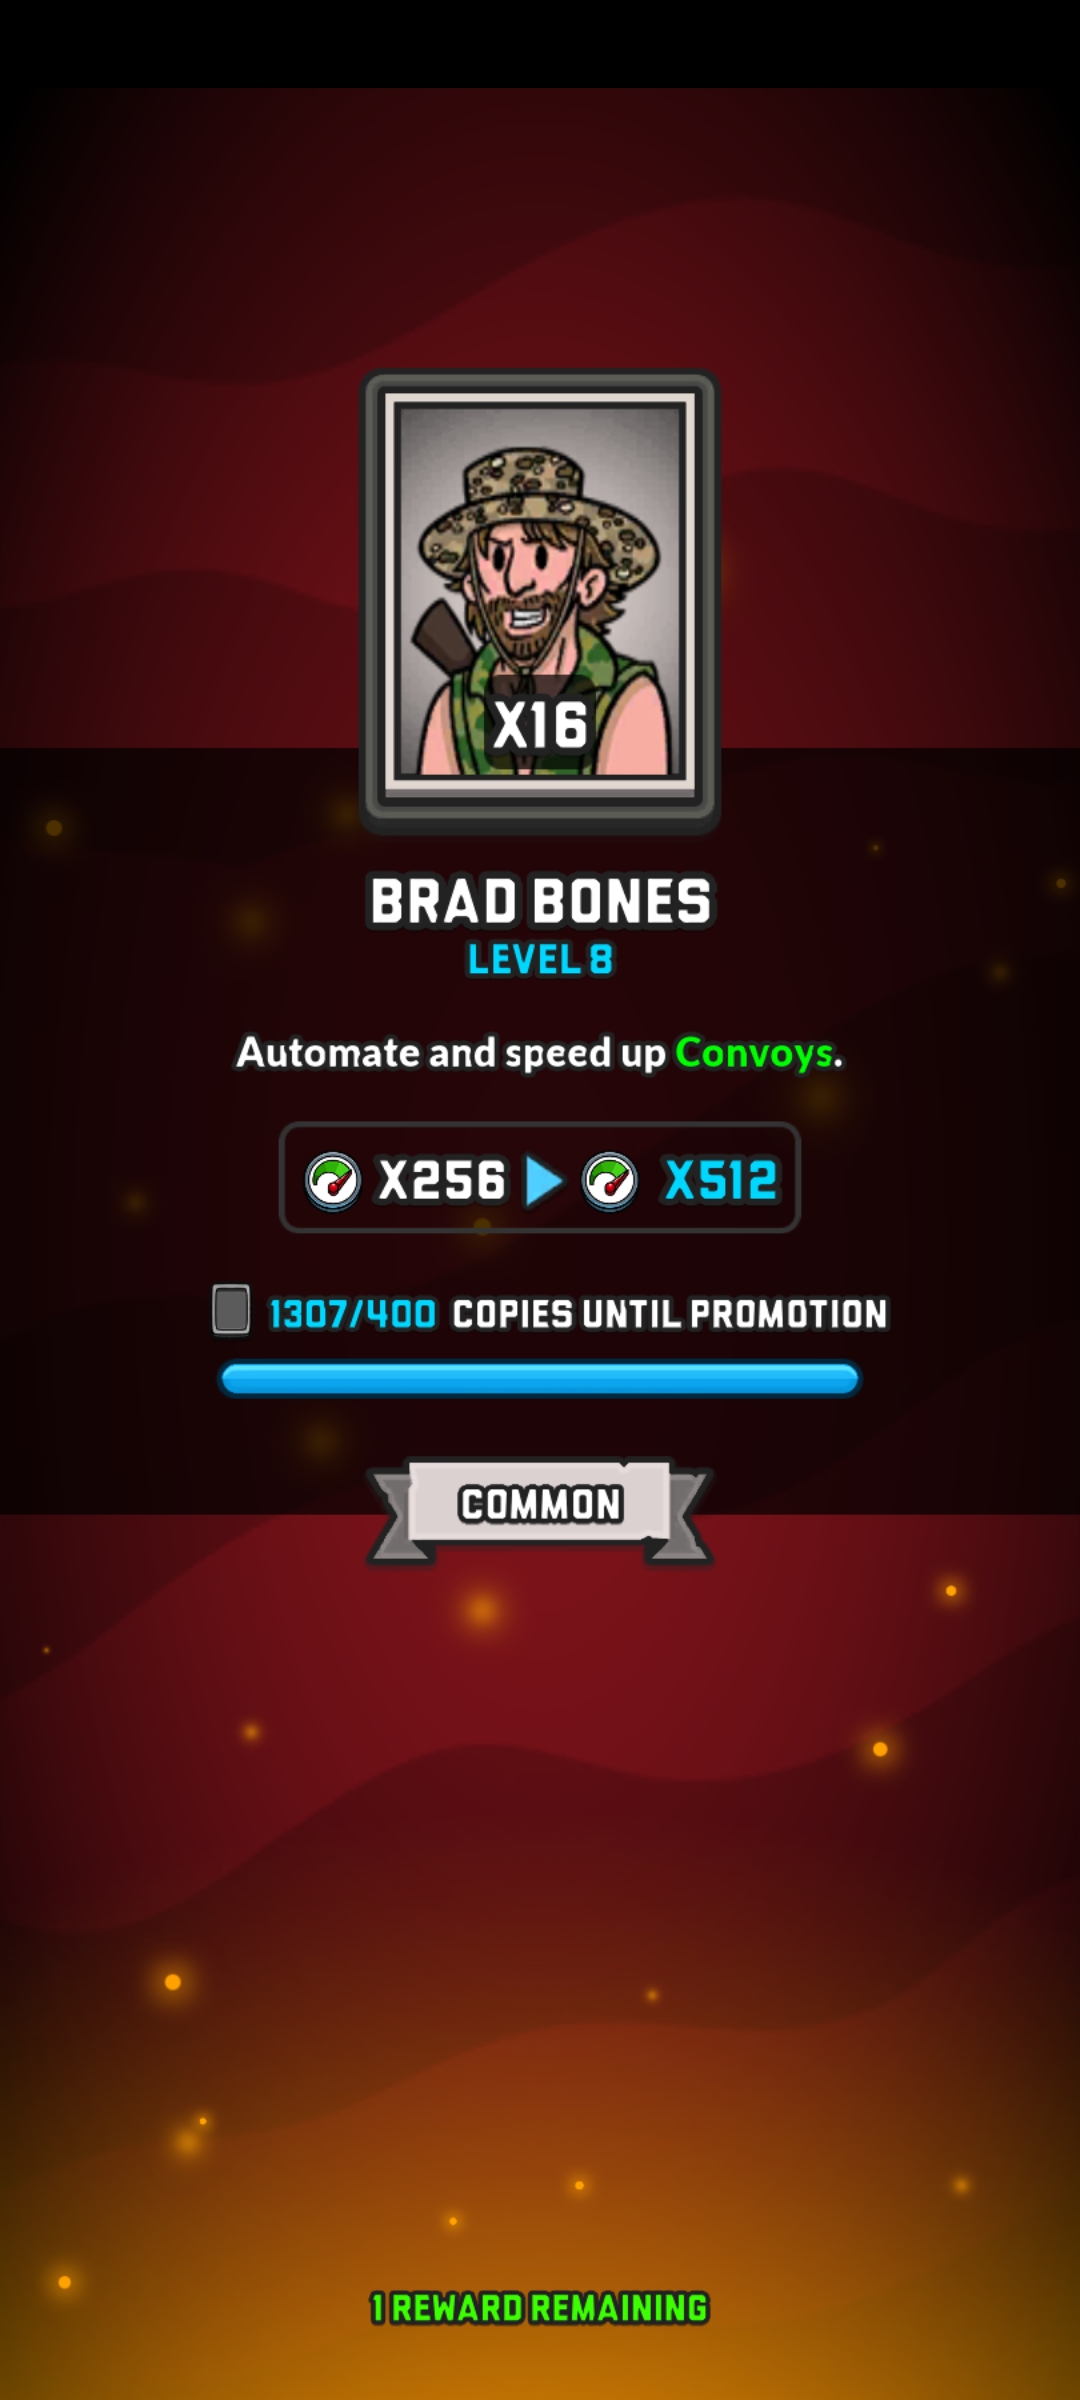 X16
BRAD BONES
LEVEL 8
Automate and speed up Convoys.
X256 X512
1307/400 COPIES UNTIL PROMOTION
COMMON
1 REWARD REMAINING